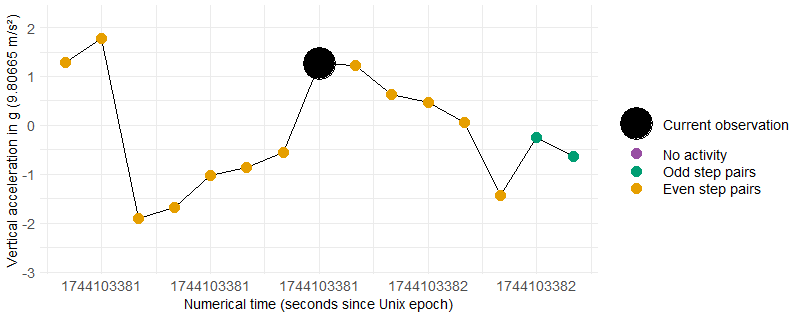 Vertical acceleration in g (9.80665 m/s²)
2
1
0
-1
-2
-3
1744103381 1744103381 1744103381 1744103382 1744103382
Numerical time (seconds since Unix epoch)
Current observation
No activity
Odd step pairs
Even step pairs